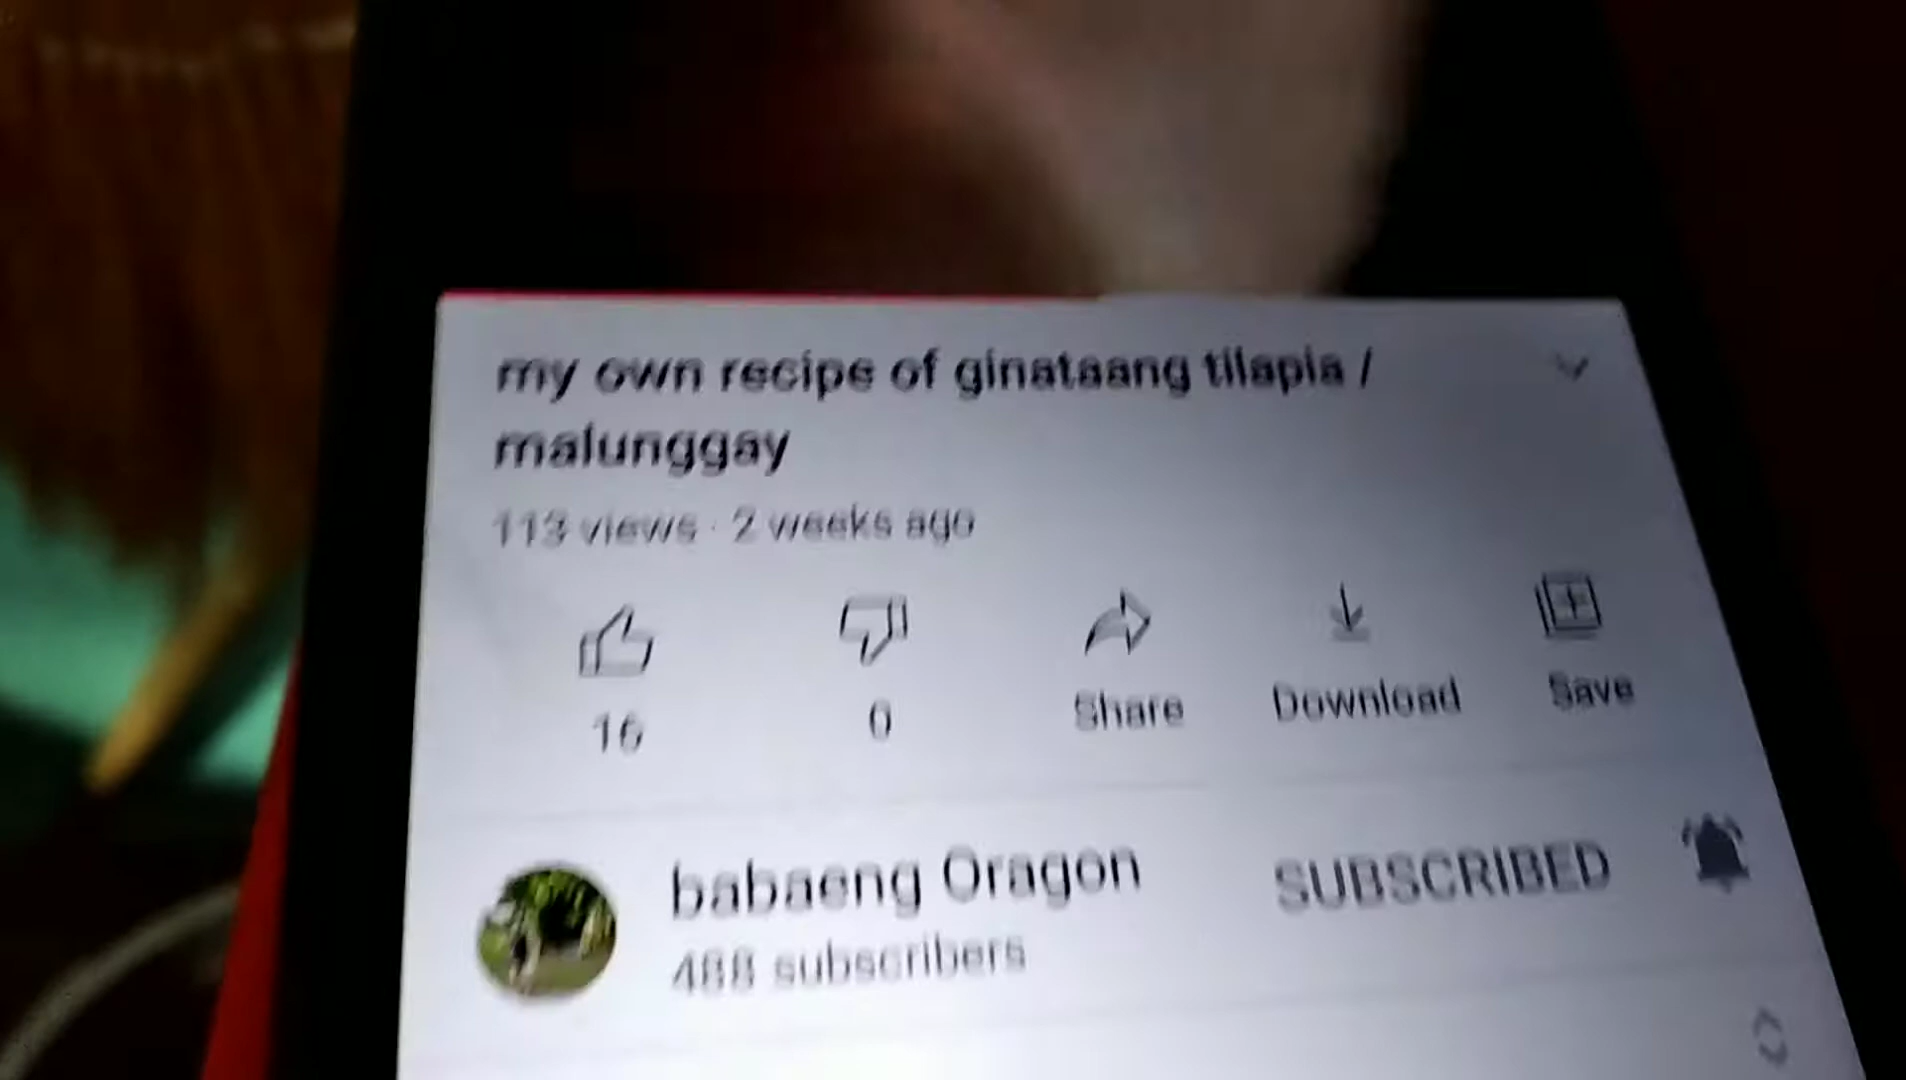 my own recipe of ginataang tilapia /
malunggay
113 views · 2 weeks ago
16
0
Share
Download
Save
babaeng Oragon
SUBSCRIBED
488 subscribers